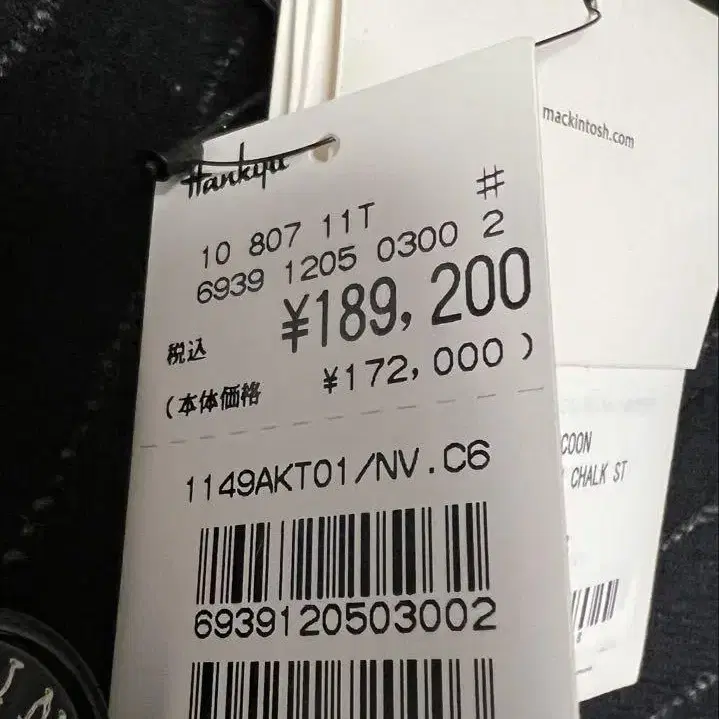 Hankyu
#
10 807 11T
6939 1205 0300 2
¥189,200
税込
(本体価格 ¥172,000)
1149AKT01/NV.C6
6939120503002
mackintosh.com
COON
CHALK ST